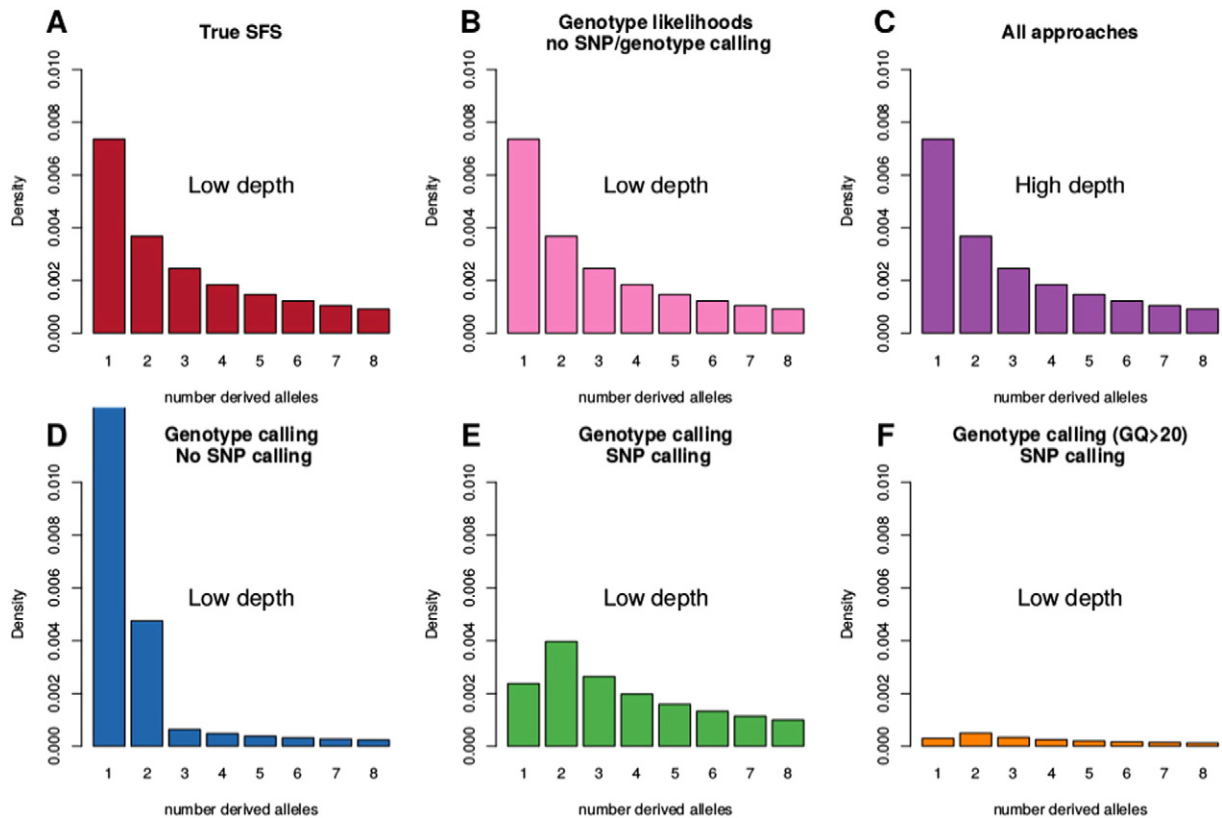 A
True SFS
Density
0.000 0.002 0.004 0.006 0.008 0.010
Low depth
1 2 3 4 5 6 7 8
number derived alleles
B
Genotype likelihoods
no SNP/genotype calling
Density
0.000 0.002 0.004 0.006 0.008 0.010
Low depth
1 2 3 4 5 6 7 8
number derived alleles
C
All approaches
Density
0.000 0.002 0.004 0.006 0.008 0.010
High depth
1 2 3 4 5 6 7 8
number derived alleles
D
Genotype calling
No SNP calling
Density
0.000 0.002 0.004 0.006 0.008 0.010
Low depth
1 2 3 4 5 6 7 8
number derived alleles
E
Genotype calling
SNP calling
Density
0.000 0.002 0.004 0.006 0.008 0.010
Low depth
1 2 3 4 5 6 7 8
number derived alleles
F
Genotype calling (GQ>20)
SNP calling
Density
0.000 0.002 0.004 0.006 0.008 0.010
Low depth
1 2 3 4 5 6 7 8
number derived alleles